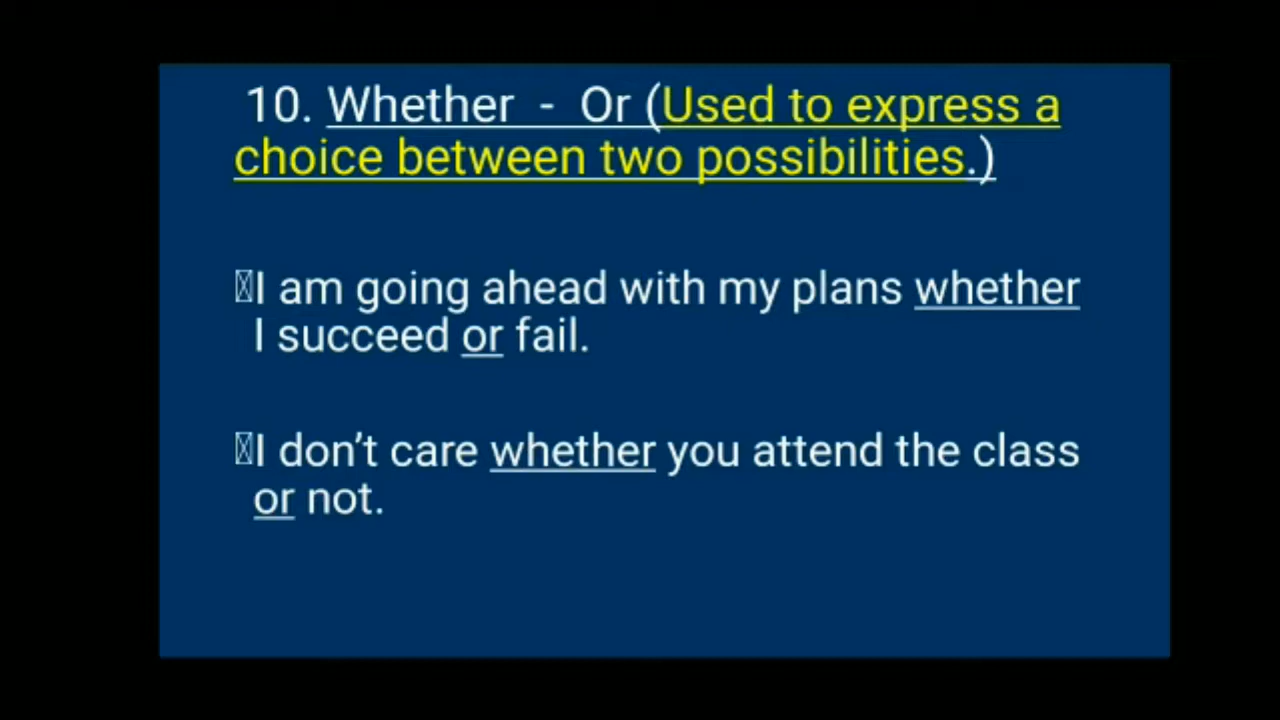 10. Whether - Or (Used to express a
choice between two possibilities.)
I am going ahead with my plans whether
I succeed or fail.
I don’t care whether you attend the class
or not.